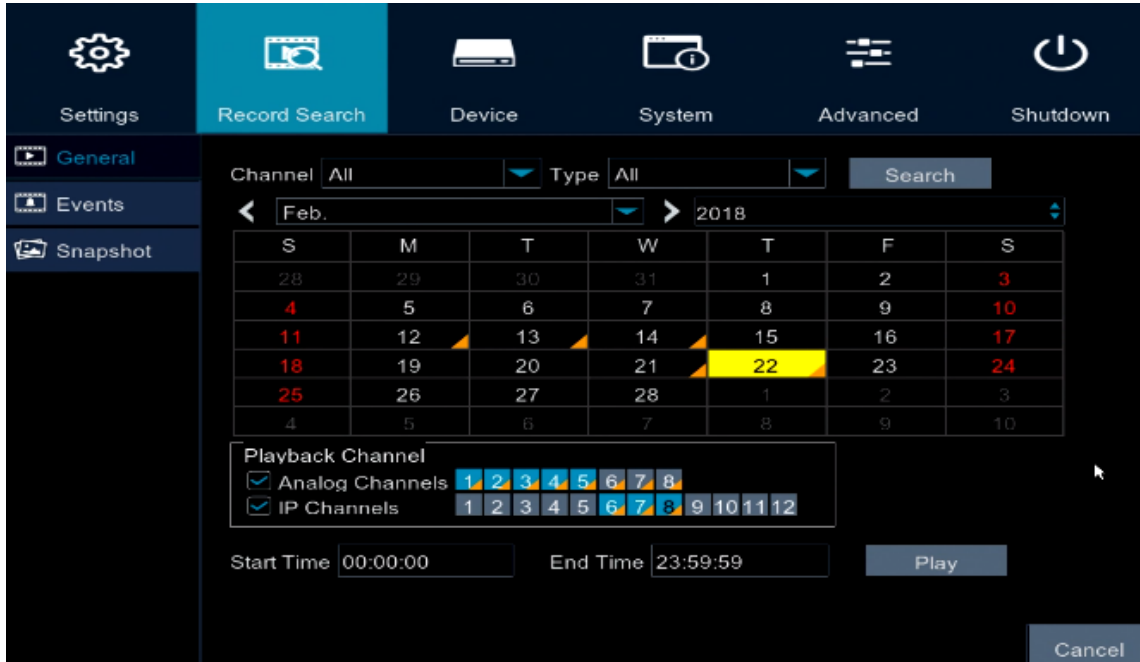 Settings Record Search Device System Advanced Shutdown
General
Events
Snapshot
Channel All Type All Search
Feb. 2018
S M T W T F S
28 29 30 31 1 2 3
4 5 6 7 8 9 10
11 12 13 14 15 16 17
18 19 20 21 22 23 24
25 26 27 28 1 2 3
4 5 6 7 8 9 10
Playback Channel
Analog Channels 1 2 3 4 5 6 7 8
IP Channels 1 2 3 4 5 6 7 8 9 10 11 12
Start Time 00:00:00 End Time 23:59:59 Play
Cancel